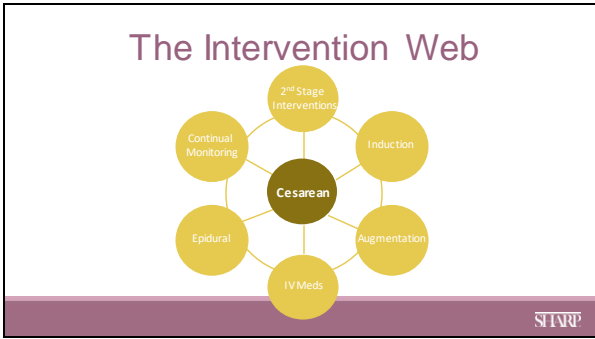 The Intervention Web
2nd Stage
Interventions
Continual
Monitoring
Induction
Cesarean
Epidural
Augmentation
IV Meds
SHARP